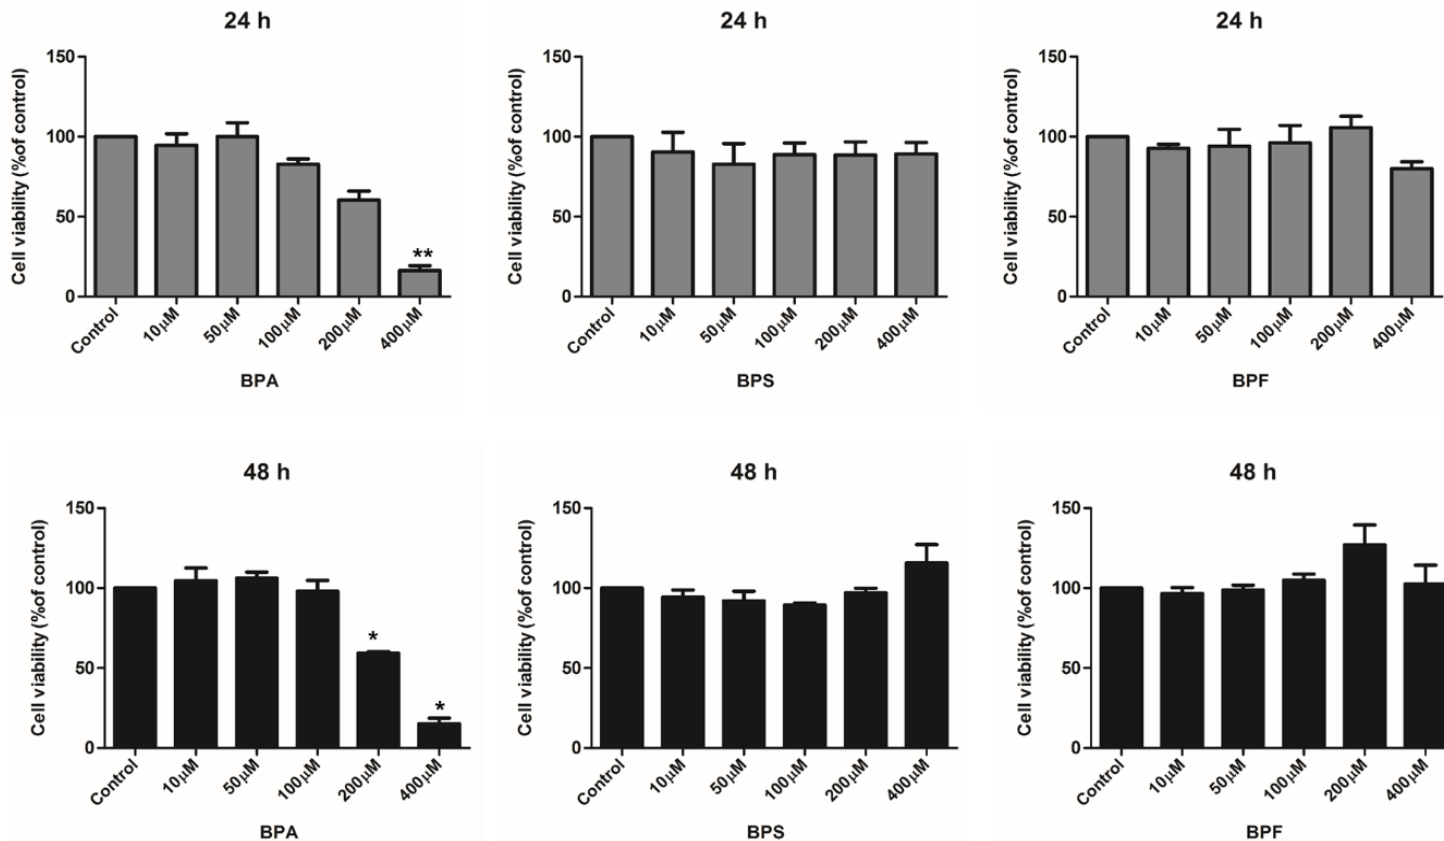 24 h
Cell viability (%of control)
150
100
50
0
**
Control
10µM
50µM
100µM
200µM
400µM
BPA
24 h
Cell viability (%of control)
150
100
50
0
Control
10µM
50µM
100µM
200µM
400µM
BPS
24 h
Cell viability (%of control)
150
100
50
0
Control
10µM
50µM
100µM
200µM
400µM
BPF
48 h
Cell viability (%of control)
150
100
50
0
*
*
Control
10µM
50µM
100µM
200µM
400µM
BPA
48 h
Cell viability (%of control)
150
100
50
0
Control
10µM
50µM
100µM
200µM
400µM
BPS
48 h
Cell viability (%of control)
150
100
50
0
Control
10µM
50µM
100µM
200µM
400µM
BPF